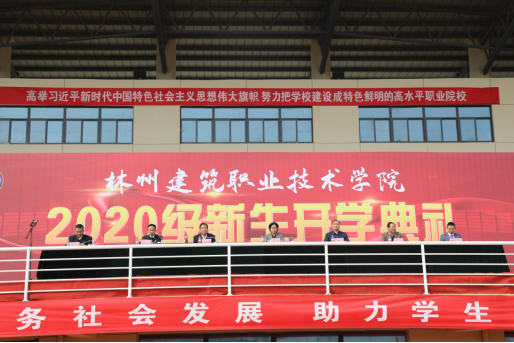 高举习近平新时代中国特色社会主义思想伟大旗帜 努力把学校建设成特色鲜明的高水平职业院校
林州建筑职业技术学院
2020级新生开学典礼
务社会发展 助力学生